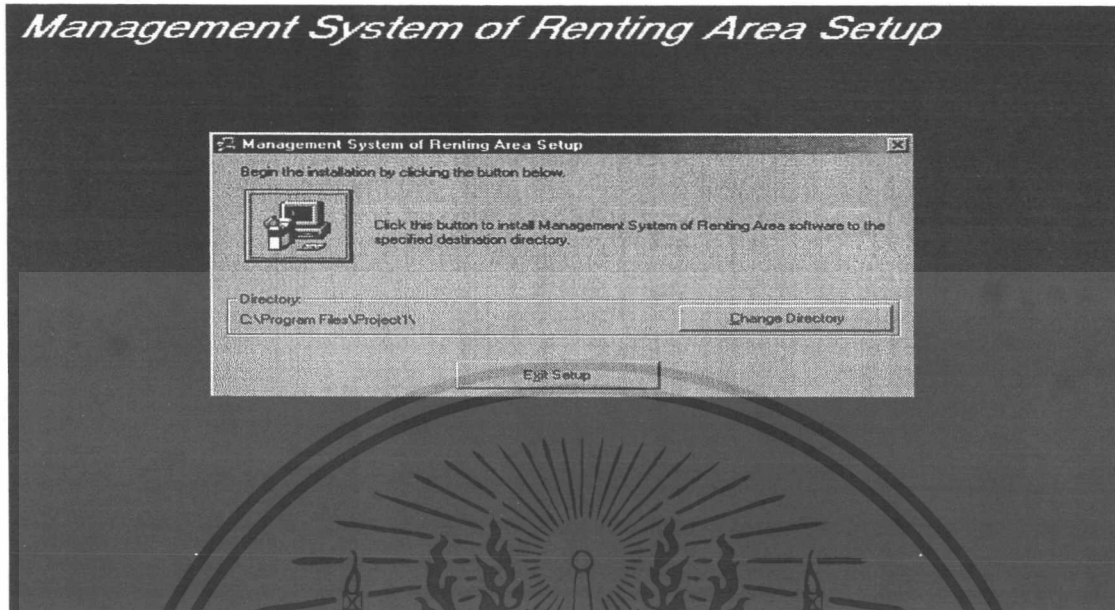 Management System of Renting Area Setup
Management System of Renting Area Setup
Begin the installation by clicking the button below.
Click this button to install Management System of Renting Area software to the
specified destination directory.
Directory:
C:\Program Files\Project1\
Change Directory
Exit Setup